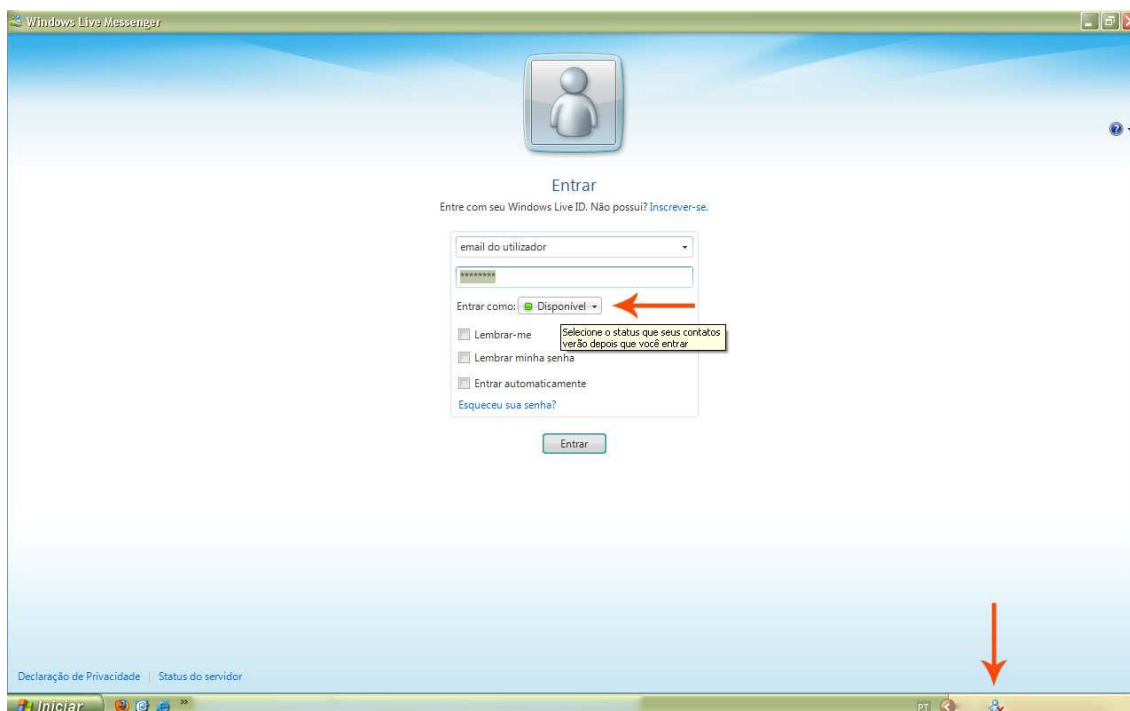 Windows Live Messenger
Entrar
Entre com seu Windows Live ID. Não possui? Inscrever-se.
email do utilizador
********
Entrar como: Disponível
Selecione o status que seus contatos
verão depois que você entrar
Lembrar-me
Lembrar minha senha
Entrar automaticamente
Esqueceu sua senha?
Entrar
Declaração de Privacidade | Status do servidor
Iniciar » PT